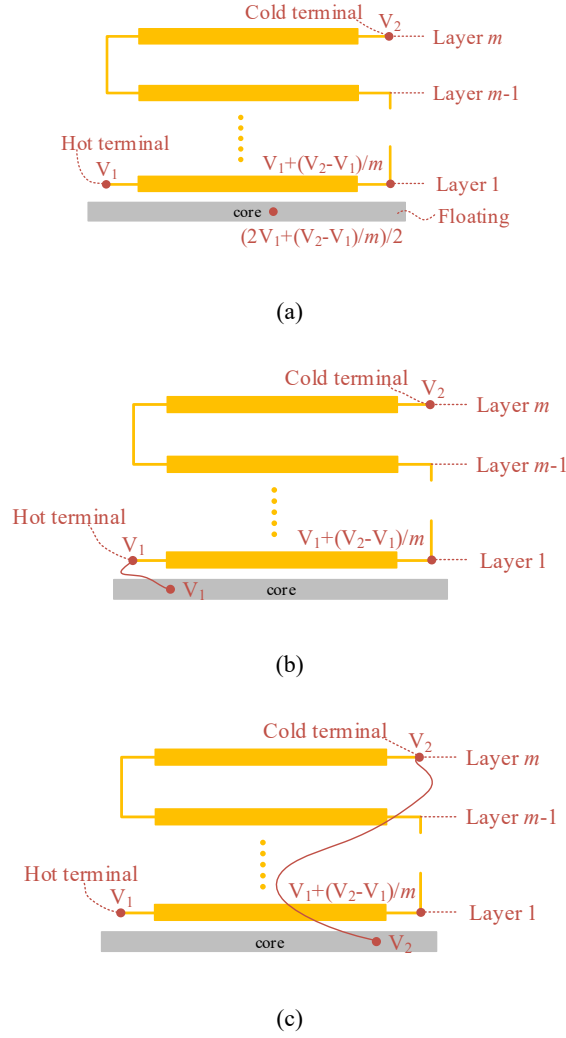 Cold terminal
V₂
Layer m
Layer m-1
Hot terminal
V₁
V₁+(V₂-V₁)/m
Layer 1
core
Floating
(2V₁+(V₂-V₁)/m)/2
(a)
Cold terminal
V₂
Layer m
Layer m-1
Hot terminal
V₁
V₁+(V₂-V₁)/m
Layer 1
V₁
core
(b)
Cold terminal
V₂
Layer m
Layer m-1
Hot terminal
V₁
V₁+(V₂-V₁)/m
Layer 1
core
V₂
(c)